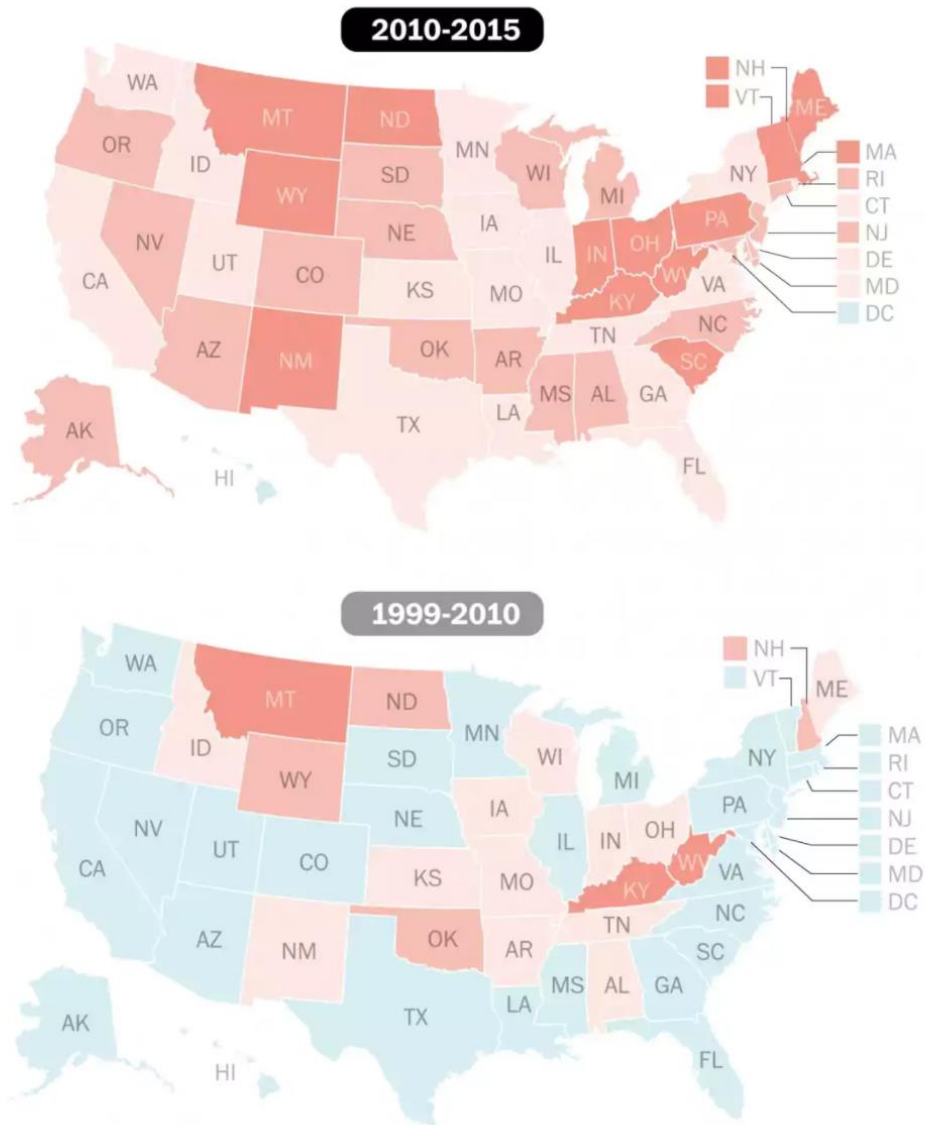 2010-2015
NH
VT
WA
MT
ND
ME
OR
ID
MN
SD
WI
MI
NY
MA
RI
CT
NJ
DE
MD
DC
WY
NE
IA
PA
NV
UT
CO
IL
IN
OH
WV
VA
CA
KS
MO
KY
NC
AZ
NM
OK
AR
TN
SC
MS
AL
GA
TX
LA
AK
FL
HI
1999-2010
NH
VT
WA
MT
ND
ME
OR
ID
MN
SD
WI
MI
NY
MA
RI
CT
NJ
DE
MD
DC
WY
NE
IA
PA
NV
UT
CO
IL
IN
OH
WV
VA
CA
KS
MO
KY
NC
AZ
NM
OK
AR
TN
SC
MS
AL
GA
TX
LA
AK
FL
HI